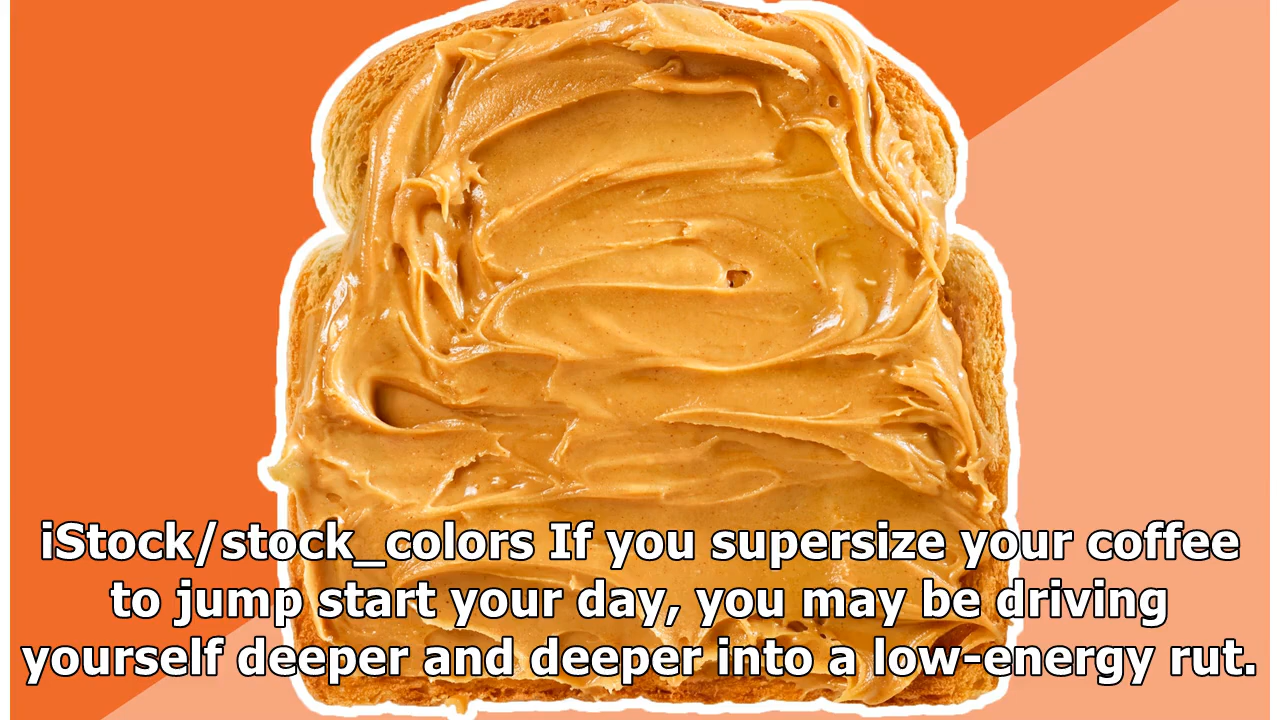 iStock/stock_colors If you supersize your coffee
to jump start your day, you may be driving
yourself deeper and deeper into a low-energy rut.